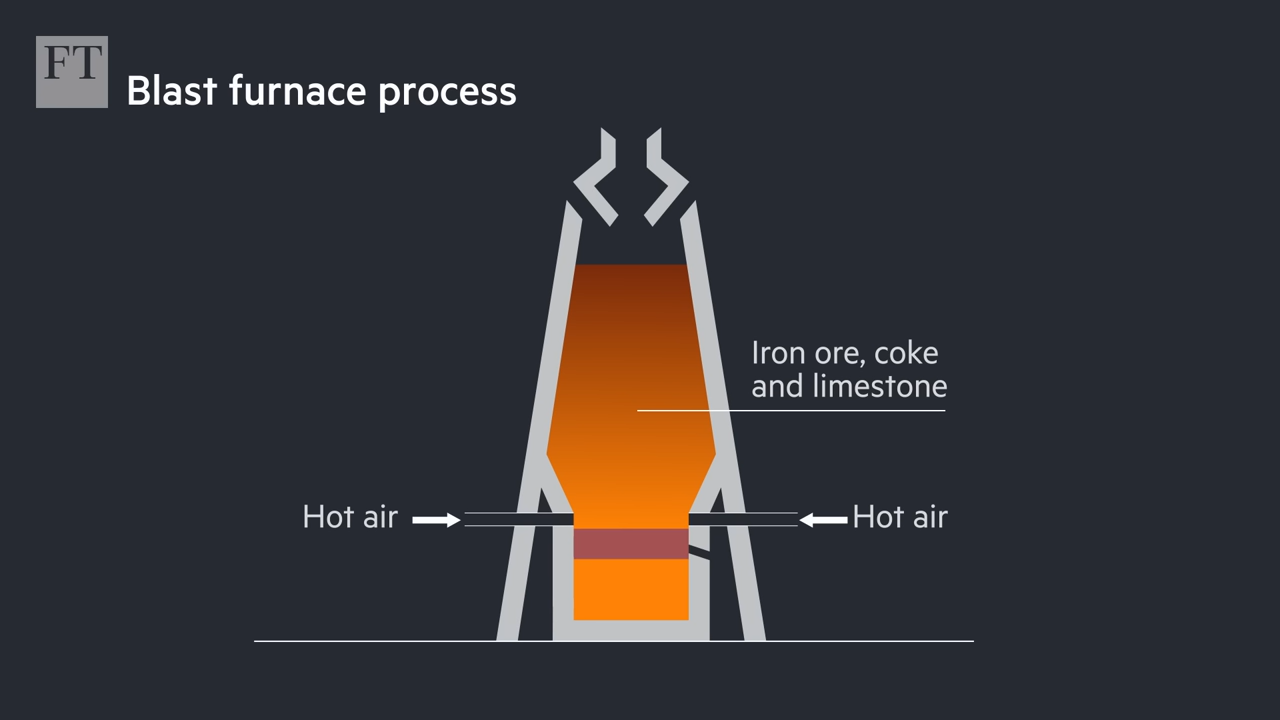 FT
Blast furnace process
Iron ore, coke
and limestone
Hot air
Hot air